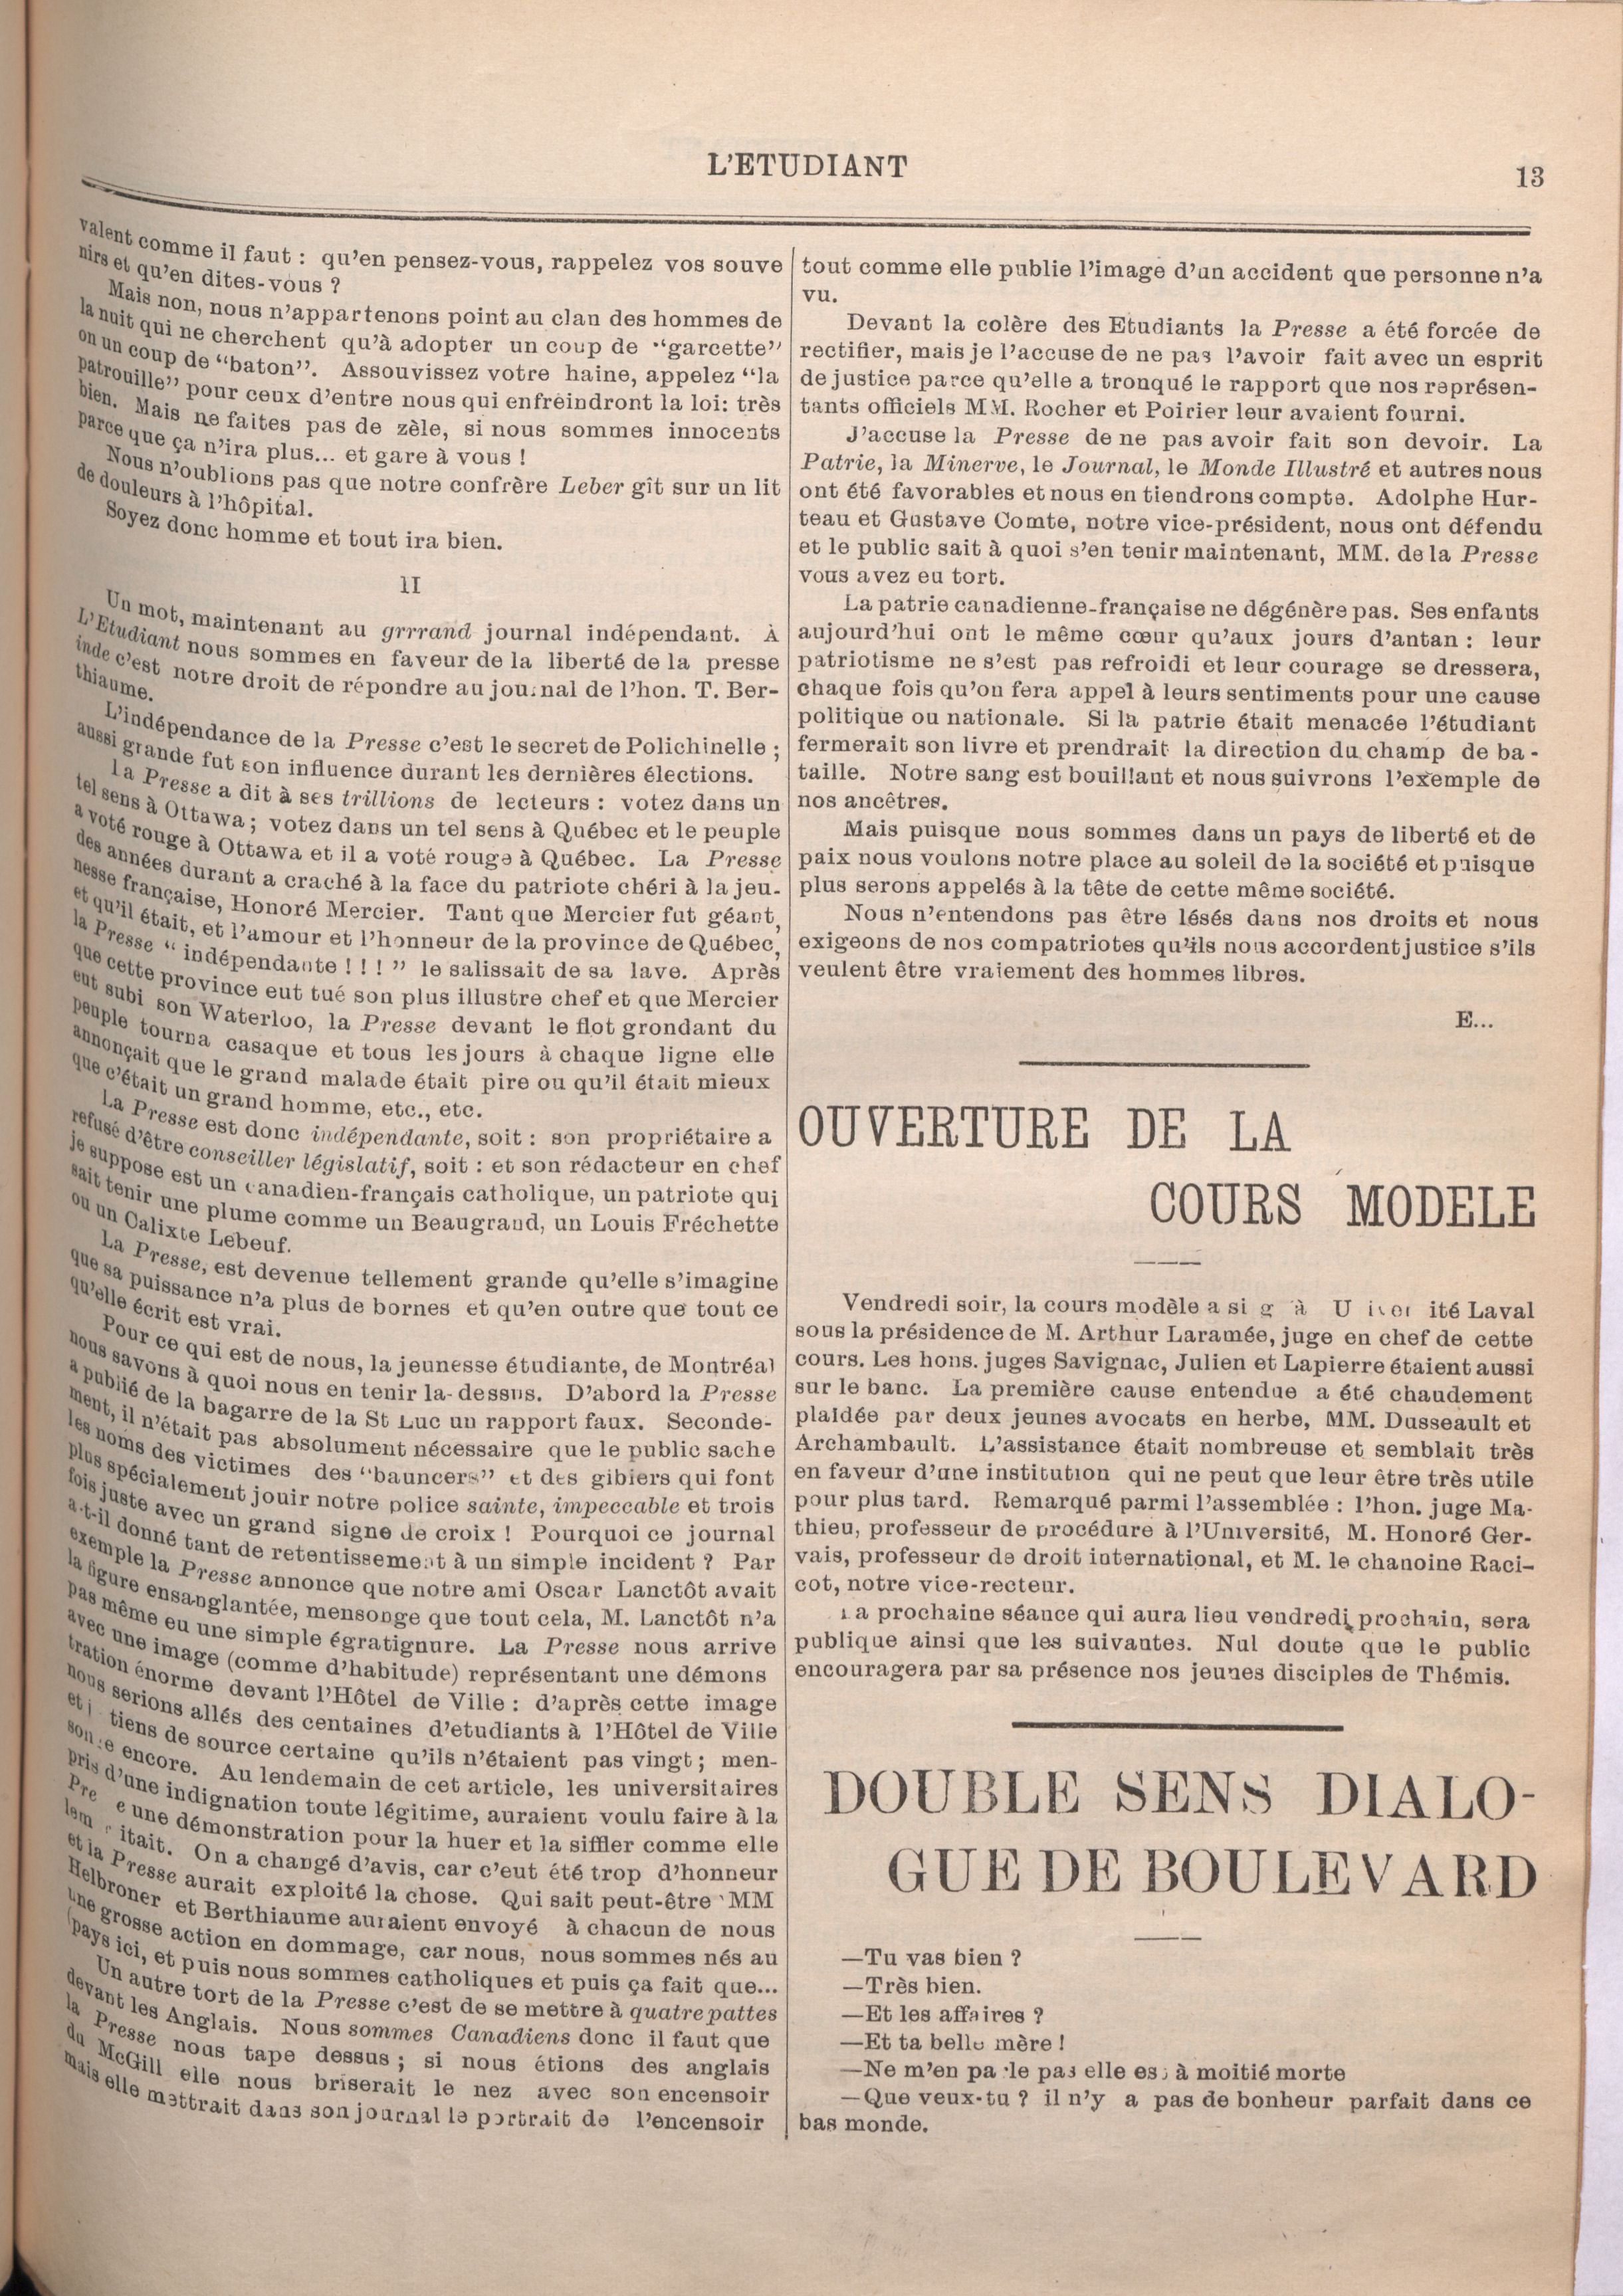 L'ETUDIANT
13
valent comme il faut : qu'en pensez-vous, rappelez vos souve
nirs et qu'en dites-vous ?
Mais non, nous n'appartenons point au clan des hommes de
la nuit qui ne cherchent qu'à adopter un coup de "garcette"
on un coup de "baton". Assouvissez votre haine, appelez "la
patrouille" pour ceux d'entre nous qui enfreindront la loi: très
bien. Mais ne faites pas de zèle, si nous sommes innocents
parce que ça n'ira plus... et gare à vous !
Nous n'oublions pas que notre confrère Leber gît sur un lit
de douleurs à l'hôpital.
Soyez donc homme et tout ira bien.
II
Un mot, maintenant au grrrand journal indépendant. À
L'Etudiant nous sommes en faveur de la liberté de la presse
inde c'est notre droit de répondre au journal de l'hon. T. Ber-
thiaume.
L'indépendance de la Presse c'est le secret de Polichinelle ;
aussi grande fut son influence durant les dernières élections.
La Presse a dit à ses trillions de lecteurs : votez dans un
tel sens à Ottawa ; votez dans un tel sens à Québec et le peuple
a voté rouge à Ottawa et il a voté rouge à Québec. La Presse
des années durant a craché à la face du patriote chéri à la jeu-
nesse française, Honoré Mercier. Tant que Mercier fut géant,
et qu'il était, et l'amour et l'honneur de la province de Québec,
la Presse " indépendante ! ! ! " le salissait de sa lave. Après
que cette province eut tué son plus illustre chef et que Mercier
eut subi son Waterloo, la Presse devant le flot grondant du
peuple tourna casaque et tous les jours à chaque ligne elle
annonçait que le grand malade était pire ou qu'il était mieux
que c'était un grand homme, etc., etc.
La Presse est donc indépendante, soit : son propriétaire a
refusé d'être conseiller législatif, soit : et son rédacteur en chef
je suppose est un canadien-français catholique, un patriote qui
sait tenir une plume comme un Beaugrand, un Louis Fréchette
ou un Calixte Lebeuf.
La Presse, est devenue tellement grande qu'elle s'imagine
que sa puissance n'a plus de bornes et qu'en outre que tout ce
qu'elle écrit est vrai.
Pour ce qui est de nous, la jeunesse étudiante, de Montréal
nous savons à quoi nous en tenir la-dessus. D'abord la Presse
a publié de la bagarre de la St Luc un rapport faux. Seconde-
ment, il n'était pas absolument nécessaire que le public sache
les noms des victimes des "bauncers" et des gibiers qui font
plus spécialement jouir notre police sainte, impeccable et trois
fois juste avec un grand signe de croix ! Pourquoi ce journal
a-t-il donné tant de retentissement à un simple incident ? Par
exemple la Presse annonce que notre ami Oscar Lanctôt avait
la figure ensanglantée, mensonge que tout cela, M. Lanctôt n'a
pas même eu une simple égratignure. La Presse nous arrive
avec une image (comme d'habitude) représentant une démons
tration énorme devant l'Hôtel de Ville : d'après cette image
nous serions allés des centaines d'etudiants à l'Hôtel de Ville
et tiens de source certaine qu'ils n'étaient pas vingt ; men-
son e encore. Au lendemain de cet article, les universitaires
pris d'une indignation toute légitime, auraient voulu faire à la
Pre e une démonstration pour la huer et la siffler comme elle
lem itait. On a changé d'avis, car c'eut été trop d'honneur
et la Presse aurait exploité la chose. Qui sait peut-être MM
Helbroner et Berthiaume auraient envoyé à chacun de nous
une grosse action en dommage, car nous, nous sommes nés au
(pays ici, et puis nous sommes catholiques et puis ça fait que...
Un autre tort de la Presse c'est de se mettre à quatre pattes
devant les Anglais. Nous sommes Canadiens donc il faut que
la Presse nous tape dessus ; si nous étions des anglais
du McGill elle nous briserait le nez avec son encensoir
mais elle mettrait dans son journal le portrait de l'encensoir
tout comme elle publie l'image d'un accident que personne n'a
vu.
Devant la colère des Etudiants la Presse a été forcée de
rectifier, mais je l'accuse de ne pas l'avoir fait avec un esprit
de justice parce qu'elle a tronqué le rapport que nos représen-
tants officiels MM. Rocher et Poirier leur avaient fourni.
J'accuse la Presse de ne pas avoir fait son devoir. La
Patrie, la Minerve, le Journal, le Monde Illustré et autres nous
ont été favorables et nous en tiendrons compte. Adolphe Hur-
teau et Gustave Comte, notre vice-président, nous ont défendu
et le public sait à quoi s'en tenir maintenant, MM. de la Presse
vous avez eu tort.
La patrie canadienne-française ne dégénère pas. Ses enfants
aujourd'hui ont le même cœur qu'aux jours d'antan : leur
patriotisme ne s'est pas refroidi et leur courage se dressera,
chaque fois qu'on fera appel à leurs sentiments pour une cause
politique ou nationale. Si la patrie était menacée l'étudiant
fermerait son livre et prendrait la direction du champ de ba -
taille. Notre sang est bouillant et nous suivrons l'exemple de
nos ancêtres.
Mais puisque nous sommes dans un pays de liberté et de
paix nous voulons notre place au soleil de la société et puisque
plus serons appelés à la tête de cette même société.
Nous n'entendons pas être lésés dans nos droits et nous
exigeons de nos compatriotes qu'ils nous accordent justice s'ils
veulent être vraiement des hommes libres.
E...
OUVERTURE DE LA
COURS MODELE
Vendredi soir, la cours modèle a si g à U i er ité Laval
sous la présidence de M. Arthur Laramée, juge en chef de cette
cours. Les hons. juges Savignac, Julien et Lapierre étaient aussi
sur le banc. La première cause entendue a été chaudement
plaidée par deux jeunes avocats en herbe, MM. Dusseault et
Archambault. L'assistance était nombreuse et semblait très
en faveur d'une institution qui ne peut que leur être très utile
pour plus tard. Remarqué parmi l'assemblée : l'hon. juge Ma-
thieu, professeur de procédure à l'Université, M. Honoré Ger-
vais, professeur de droit international, et M. le chanoine Raci-
cot, notre vice-recteur.
La prochaine séance qui aura lieu vendredi prochain, sera
publique ainsi que les suivantes. Nul doute que le public
encouragera par sa présence nos jeunes disciples de Thémis.
DOUBLE SENS DIALO-
GUE DE BOULEVARD
—Tu vas bien ?
—Très bien.
—Et les affaires ?
—Et ta belle mère !
—Ne m'en parle pas elle est à moitié morte
—Que veux-tu ? il n'y a pas de bonheur parfait dans ce
bas monde.